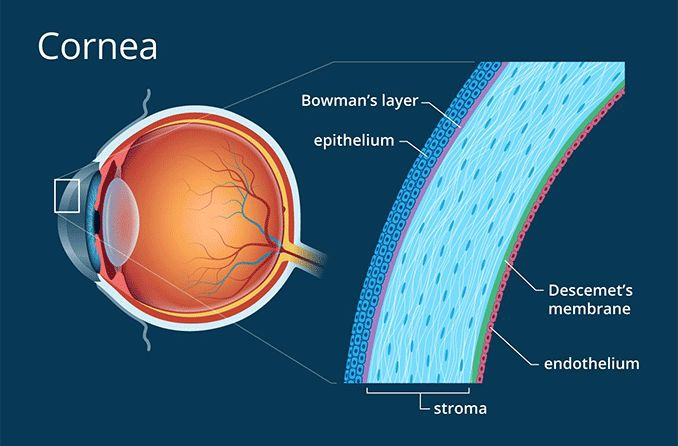 Cornea
Bowman's layer
epithelium
Descemet's
membrane
endothelium
stroma